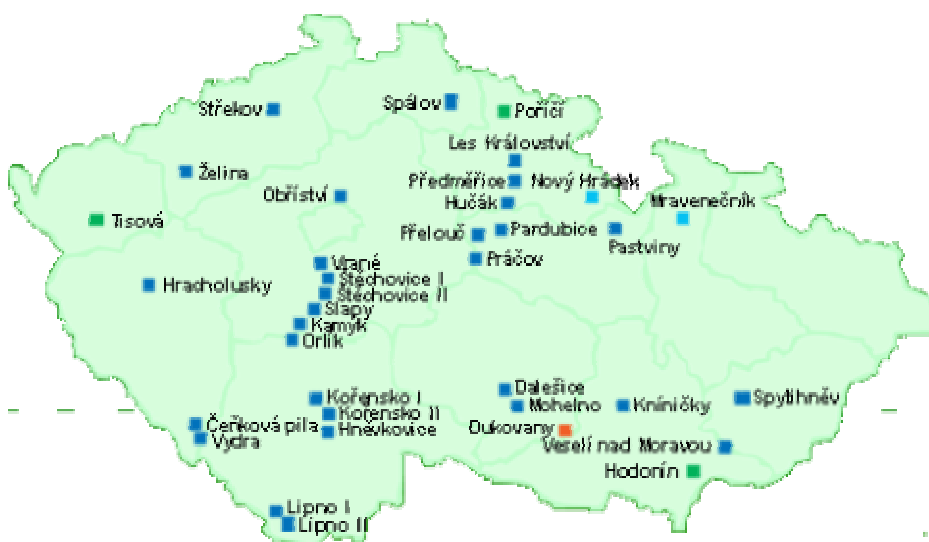 Spálov
Střekov
Poříčí
Les Království
Želina
Předměřice
Nový Hrádek
Obříství
Hučák
Mravenečník
Tisová
Přelouč
Pardubice
Pastviny
Práčov
Vrané
Štěchovice I
Hracholusky
Štěchovice II
Slapy
Kamýk
Orlík
Dalešice
Kořensko I
Mohelno
Kníničky
Spytihněv
Kořensko II
Čeňkova pila
Hněvkovice
Dukovany
Vydra
Veselí nad Moravou
Hodonín
Lipno I
Lipno II